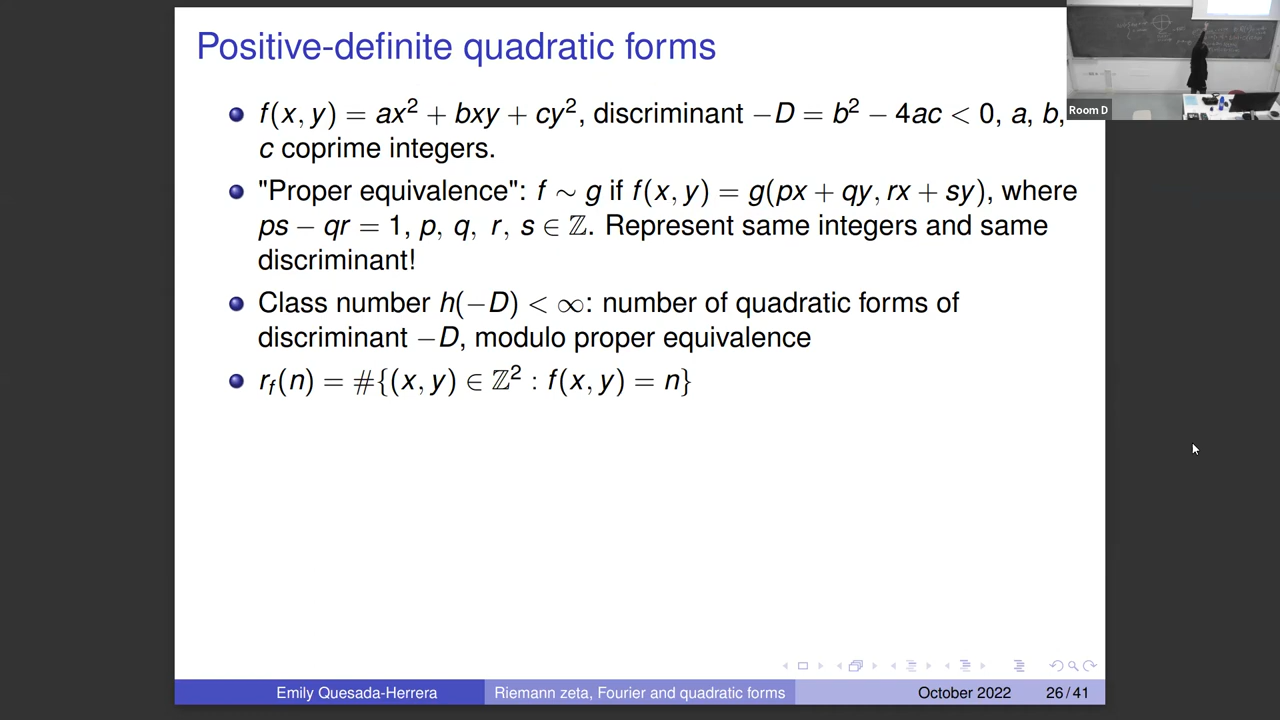 Positive-definite quadratic forms
f(x, y) = ax² + bxy + cy², discriminant −D = b² − 4ac < 0, a, b,
c coprime integers.
"Proper equivalence": f ∼ g if f(x, y) = g(px + qy, rx + sy), where
ps − qr = 1, p, q, r, s ∈ ℤ. Represent same integers and same
discriminant!
Class number h(−D) < ∞: number of quadratic forms of
discriminant −D, modulo proper equivalence
r_f(n) = #{(x, y) ∈ ℤ² : f(x, y) = n}
Room D
Emily Quesada-Herrera Riemann zeta, Fourier and quadratic forms October 2022 26 / 41